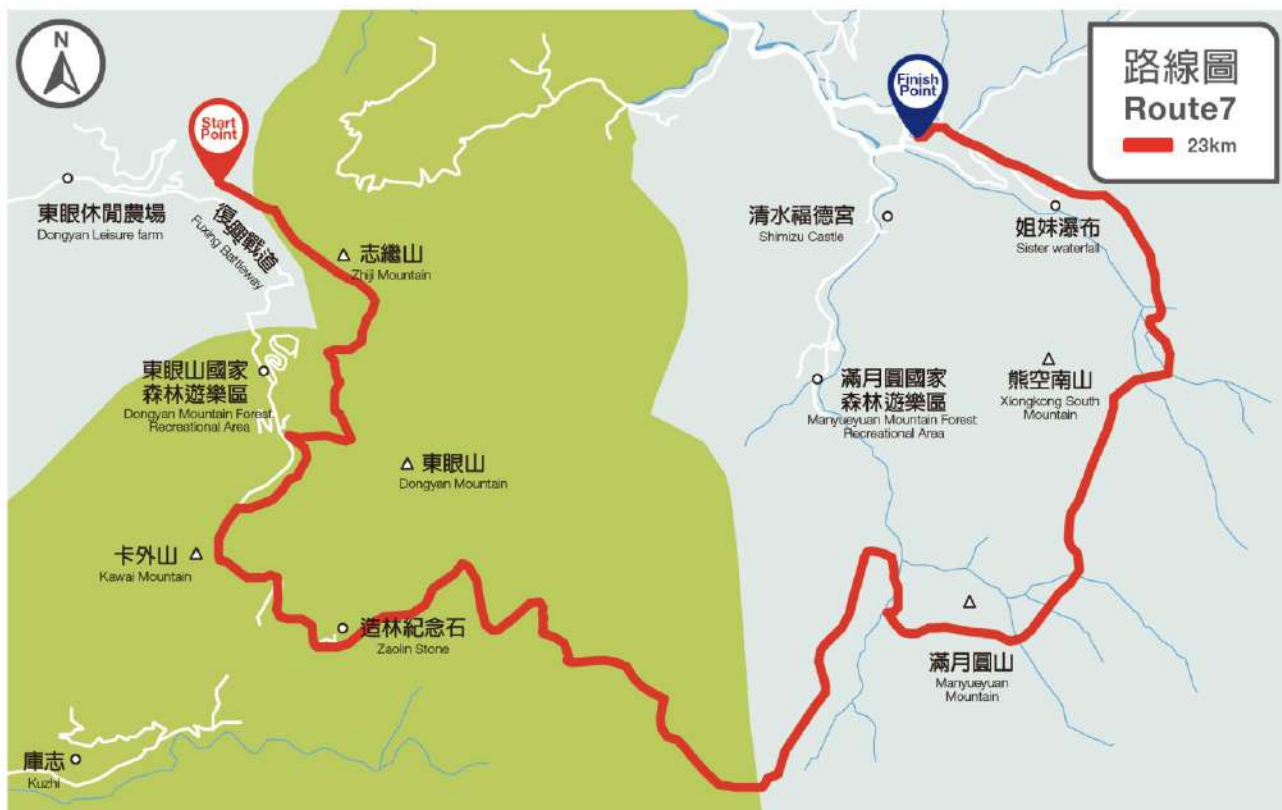 N
路線圖
Route7
23km
Start
Point
Finish
Point
東眼休閒農場
Dongyan Leisure farm
復興戰道
Fuxing Battleway
志繼山
Zhiji Mountain
清水福德宮
Shimizu Castle
姐妹瀑布
Sister waterfall
東眼山國家
森林遊樂區
Dongyan Mountain Forest
Recreational Area
滿月圓國家
森林遊樂區
Manyueyuan Mountain Forest
Recreational Area
熊空南山
Xiongkong South
Mountain
東眼山
Dongyan Mountain
卡外山
Kawai Mountain
造林紀念石
Zaolin Stone
滿月圓山
Manyueyuan
Mountain
庫志
Kuzhi